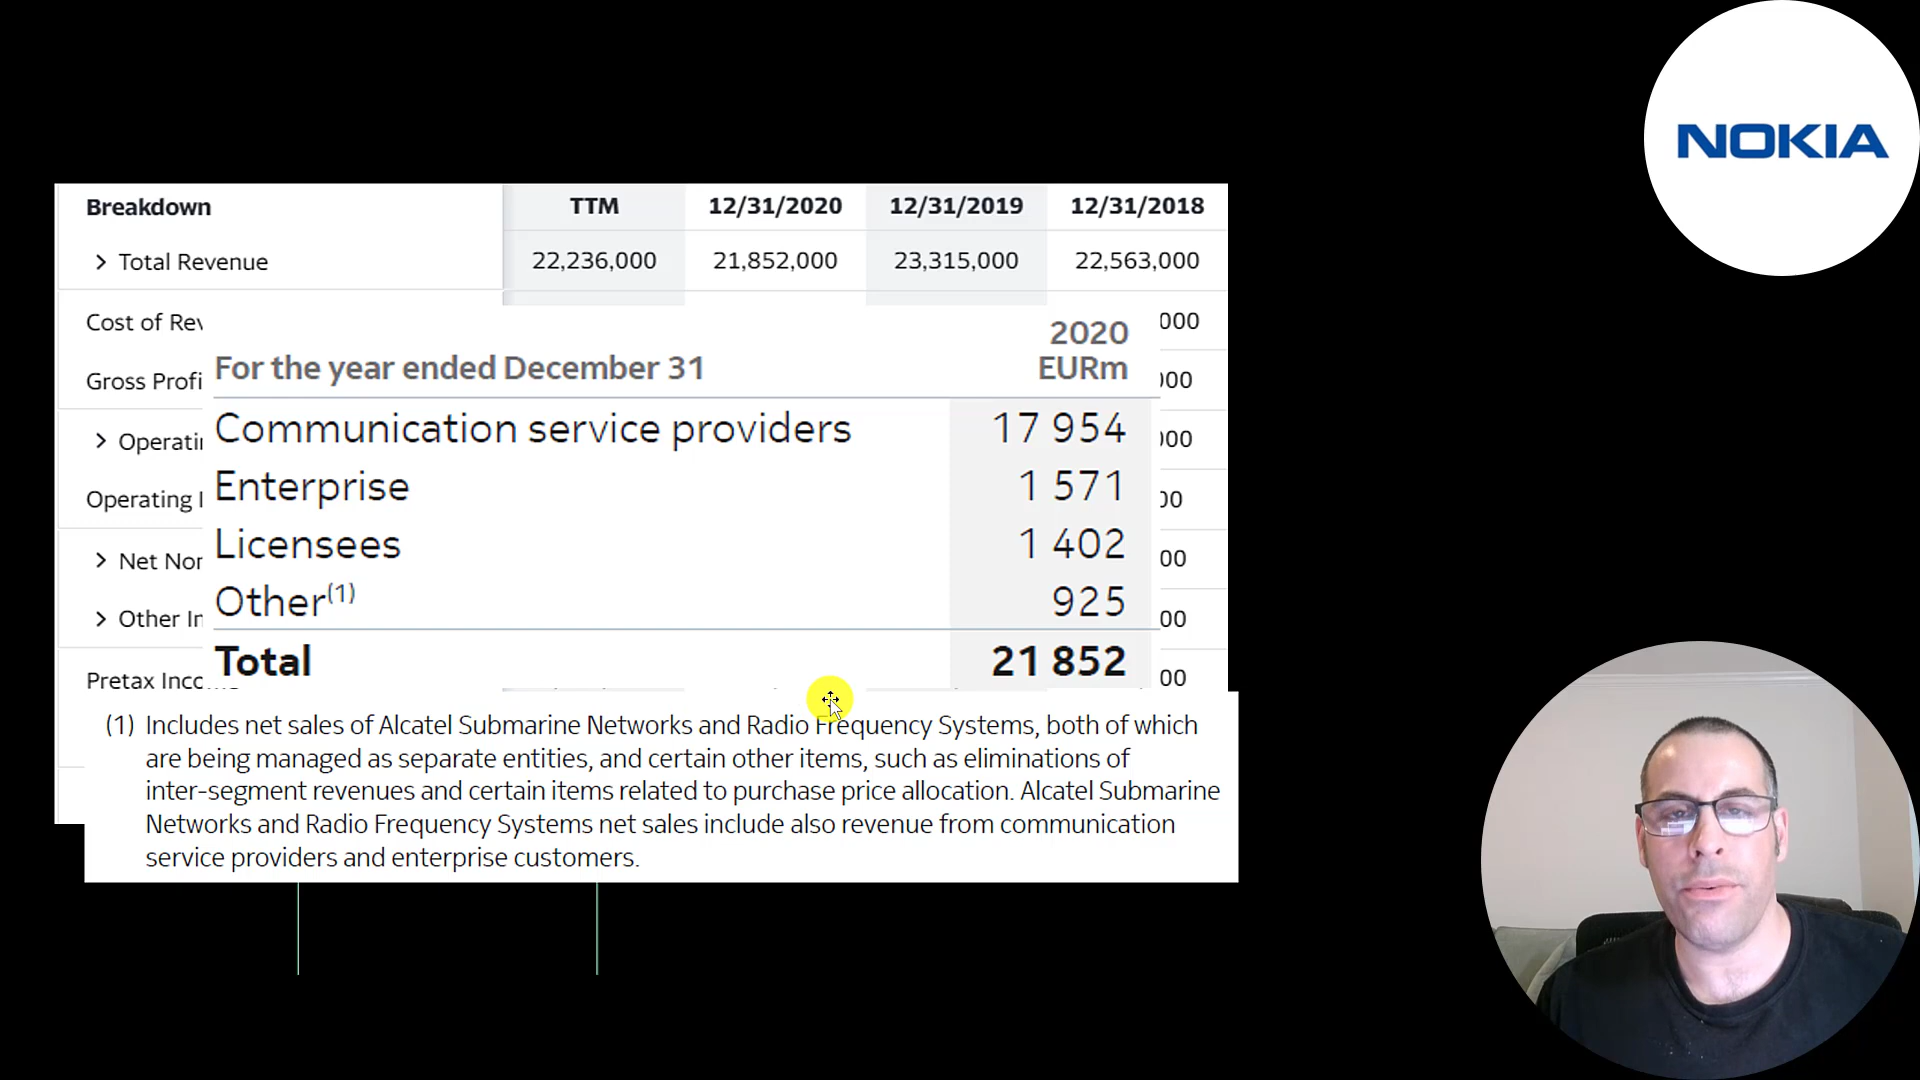 NOKIA
Breakdown TTM 12/31/2020 12/31/2019 12/31/2018
Total Revenue 22,236,000 21,852,000 23,315,000 22,563,000
Cost of 000
Gross 000
000
Operating 00
Net 00
Other 00
Pretax 00
2020
For the year ended December 31 EURm
Communication service providers 17 954
Enterprise 1 571
Licensees 1 402
Other(1) 925
Total 21 852
(1) Includes net sales of Alcatel Submarine Networks and Radio Frequency Systems, both of which
are being managed as separate entities, and certain other items, such as eliminations of
inter-segment revenues and certain items related to purchase price allocation. Alcatel Submarine
Networks and Radio Frequency Systems net sales include also revenue from communication
service providers and enterprise customers.